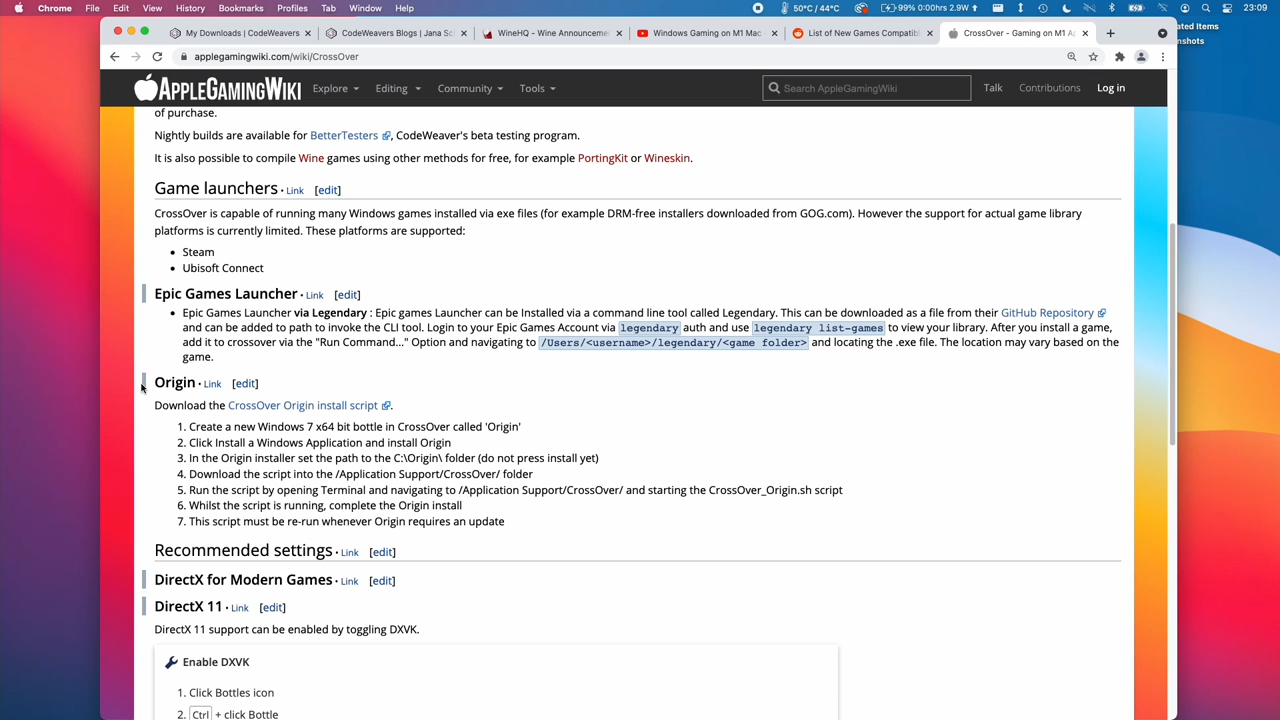 Chrome File Edit View History Bookmarks Profiles Tab Window Help 50°C / 44°C 99% 0:00hrs 2.9W 23:09
ated Items
nshots
My Downloads | CodeWeavers
CodeWeavers Blogs | Jana Sc
WineHQ - Wine Announceme
Windows Gaming on M1 Mac
List of New Games Compatib
CrossOver - Gaming on M1 A
applegamingwiki.com/wiki/CrossOver
AppleGamingWiki Explore Editing Community Tools Search AppleGamingWiki Talk Contributions Log in
of purchase.
Nightly builds are available for BetterTesters , CodeWeaver's beta testing program.
It is also possible to compile Wine games using other methods for free, for example PortingKit or Wineskin.
Game launchers · Link [edit]
CrossOver is capable of running many Windows games installed via exe files (for example DRM-free installers downloaded from GOG.com). However the support for actual game library
platforms is currently limited. These platforms are supported:
• Steam
• Ubisoft Connect
Epic Games Launcher · Link [edit]
• Epic Games Launcher via Legendary : Epic games Launcher can be Installed via a command line tool called Legendary. This can be downloaded as a file from their GitHub Repository
and can be added to path to invoke the CLI tool. Login to your Epic Games Account via legendary auth and use legendary list-games to view your library. After you install a game,
add it to crossover via the "Run Command..." Option and navigating to /Users/<username>/legendary/<game folder> and locating the .exe file. The location may vary based on the
game.
Origin · Link [edit]
Download the CrossOver Origin install script .
1. Create a new Windows 7 x64 bit bottle in CrossOver called 'Origin'
2. Click Install a Windows Application and install Origin
3. In the Origin installer set the path to the C:\Origin\ folder (do not press install yet)
4. Download the script into the /Application Support/CrossOver/ folder
5. Run the script by opening Terminal and navigating to /Application Support/CrossOver/ and starting the CrossOver_Origin.sh script
6. Whilst the script is running, complete the Origin install
7. This script must be re-run whenever Origin requires an update
Recommended settings · Link [edit]
DirectX for Modern Games · Link [edit]
DirectX 11 · Link [edit]
DirectX 11 support can be enabled by toggling DXVK.
Enable DXVK
1. Click Bottles icon
2. Ctrl + click Bottle